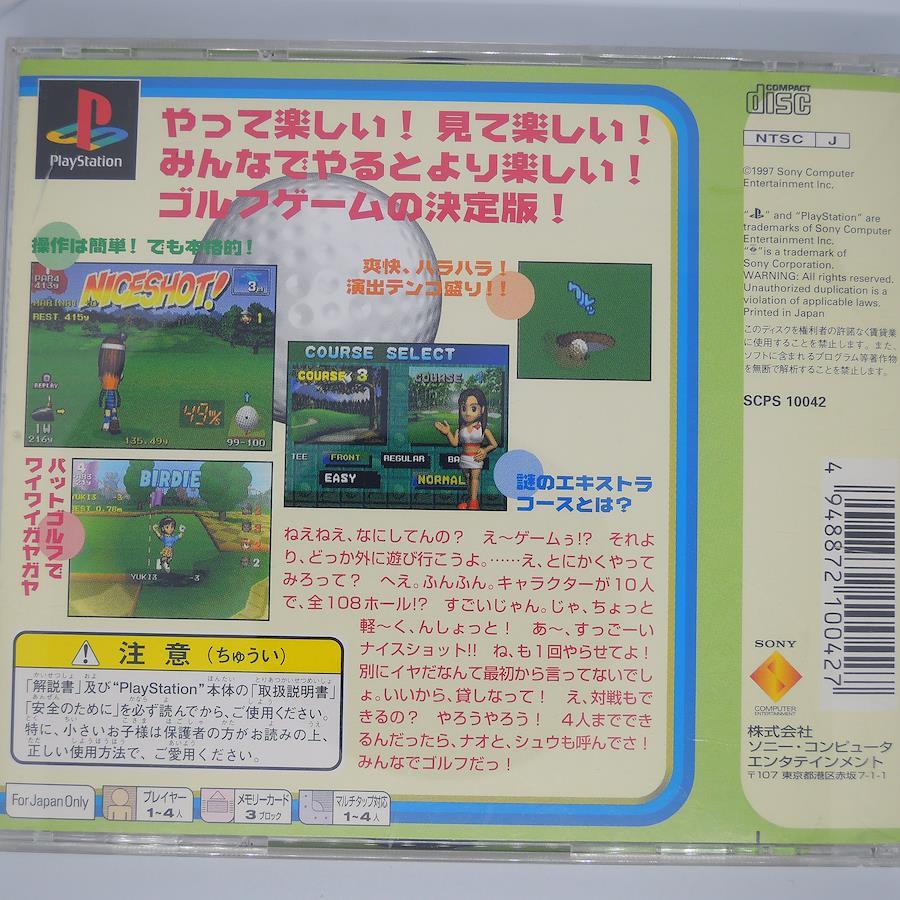 PlayStation
やって楽しい！ 見て楽しい！
みんなでやるとより楽しい！
ゴルフゲームの決定版！
操作は簡単！ でも本格的！
PAR4
413y
NICESHOT!
3pt
REST 415y
1
REPLAY
1W
216y
135.49y
49%
99-100
爽快、ハラハラ！
演出テンコ盛り！！
COURSE SELECT
COURSE 3
COURSE
TEE FRONT REGULAR BA
EASY NORMAL
謎のエキストラ
コースとは？
パットゴルフで
ワイワイガヤガヤ
BIRDIE
YUKI3 -3
REST 0.76m
2
YUKI3 -3
ねえねえ、なにしてんの？ え〜ゲームぅ!? それよ
り、どっか外に遊び行こうよ。……え、とにかくやって
みろって？ へえ。ふんふん。キャラクターが10人
で、全108ホール!? すごいじゃん。じゃ、ちょっと
軽〜く、んしょっと！ あ〜、すっごーい
ナイスショット!! ね、も1回やらせてよ！
別にイヤだなんて最初から言ってないでし
ょ。いいから、貸しなって！ え、対戦もで
きるの？ やろうやろう！ 4人までででき
るんだったら、ナオと、シュウも呼んでさ！
みんなでゴルフだっ！
注意（ちゅうい）
「解説書」及び“PlayStation”本体の「取扱説明書」
「安全のために」を必ず読んでから、ご使用ください。
特に、小さいお子様は保護者の方がお読みの上、
正しい使用方法で、ご愛用ください。
For Japan Only
プレイヤー
1〜4人
メモリーカード
3ブロック
マルチタップ対応
1〜4人
COMPACT
disc
NTSC J
©1997 Sony Computer
Entertainment Inc.
“ ” and “PlayStation” are
trademarks of Sony Computer
Entertainment Inc.
“ ” is a trademark of
Sony Corporation.
WARNING: All rights reserved.
Unauthorized duplication is a
violation of applicable laws.
Printed in Japan
このディスクを権利者の許諾なく賃貸業
に使用することを禁止します。また、
ソフトに含まれるプログラム等著作物
を無断で解析することを禁止します。
SCPS 10042
4 948872 100427
SONY
COMPUTER
ENTERTAINMENT
株式会社
ソニー・コンピュータ
エンタテインメント
〒107 東京都港区赤坂7-1-1